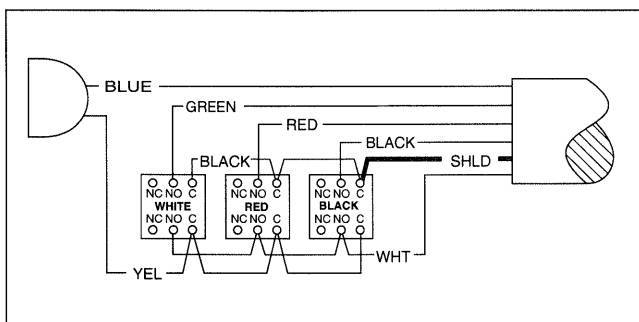 BLUE
GREEN
RED
BLACK
BLACK SHLD
NC NO C NC NO C NC NO C
WHITE RED BLACK
NC NO C NC NO C NC NO C
WHT
YEL